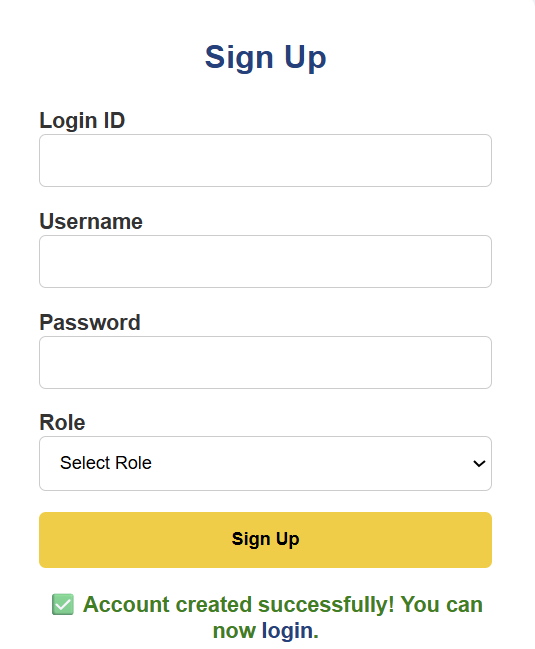 Sign Up
Login ID
Username
Password
Role
Select Role
Sign Up
✅ Account created successfully! You can
now login.